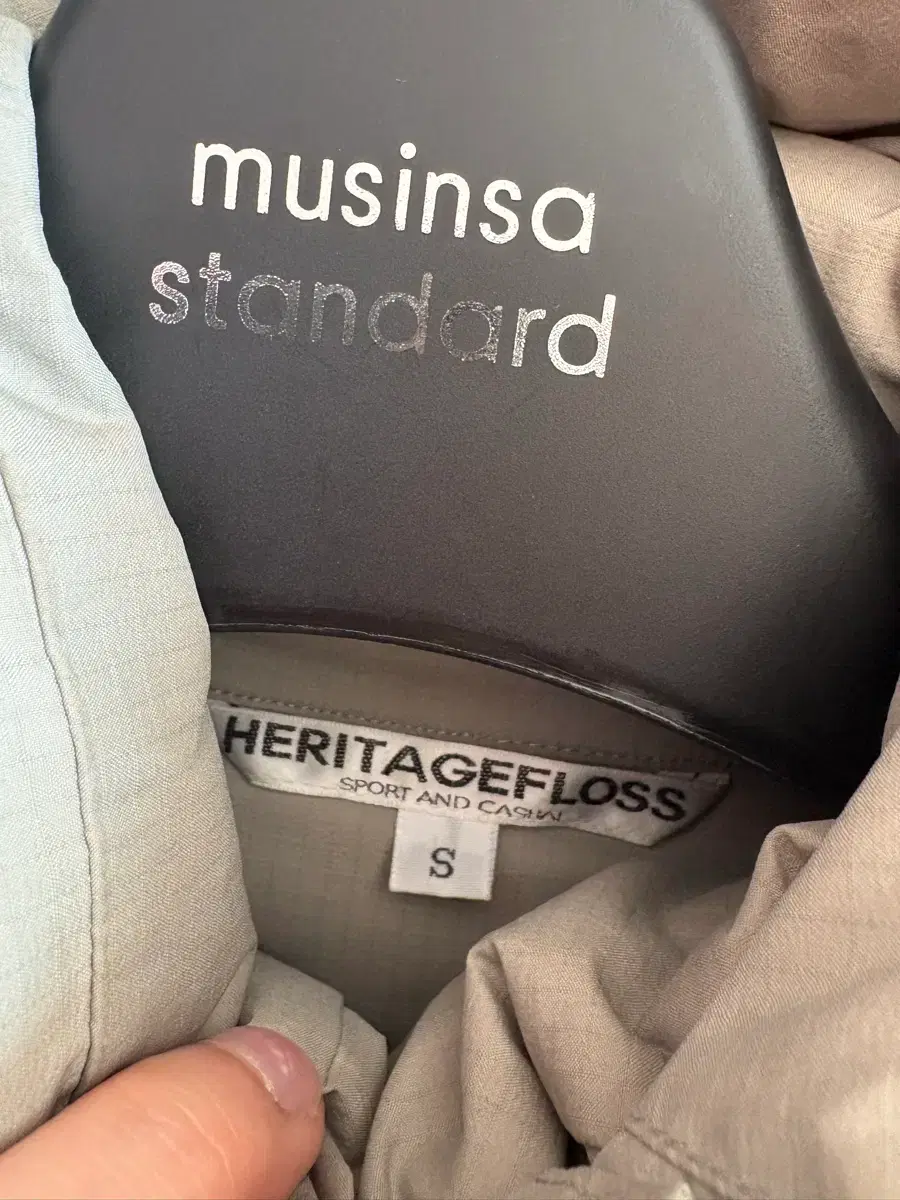 musinsa
standard
HERITAGEFLOSS
SPORT AND CASUAL
S